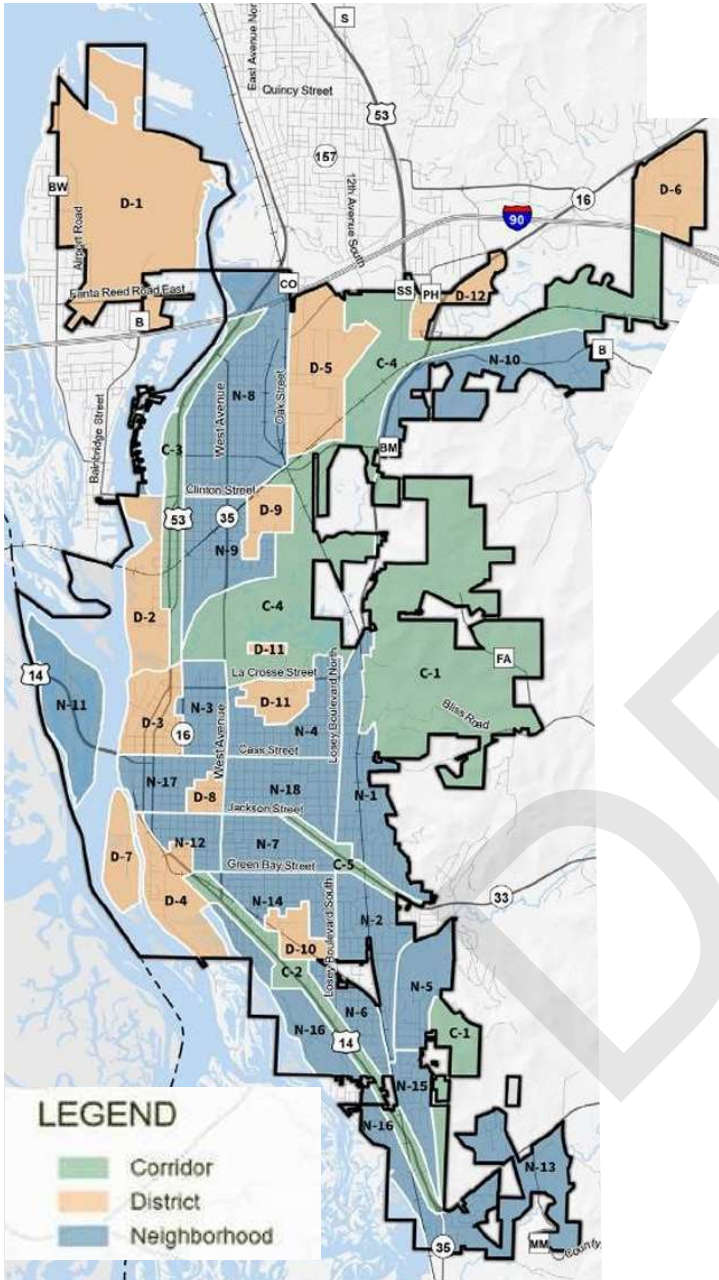 S
East Avenue Nor
Quincy Street
53
157
12th Avenue South
16
D-6
90
BW
D-1
Airport Road
Fanta Reed Road East
CO
SS
PH
D-12
B
D-5
C-4
N-10
B
N-8
West Avenue
Oak Street
Bainbridge Street
C-3
BM
Clinton Street
53
35
D-9
N-9
D-2
C-4
D-11
La Crosse Street
FA
14
N-11
N-3
D-11
Losey Boulevard North
C-1
Bliss Road
D-3
16
N-4
West Avenue
Cass Street
N-17
N-18
N-1
D-8
Jackson Street
D-7
N-12
N-7
C-5
Green Bay Street
33
D-4
N-14
N-2
Losey Boulevard South
D-10
C-2
N-5
N-6
N-16
C-1
14
N-15
N-16
N-13
35
MM
County
LEGEND
Corridor
District
Neighborhood